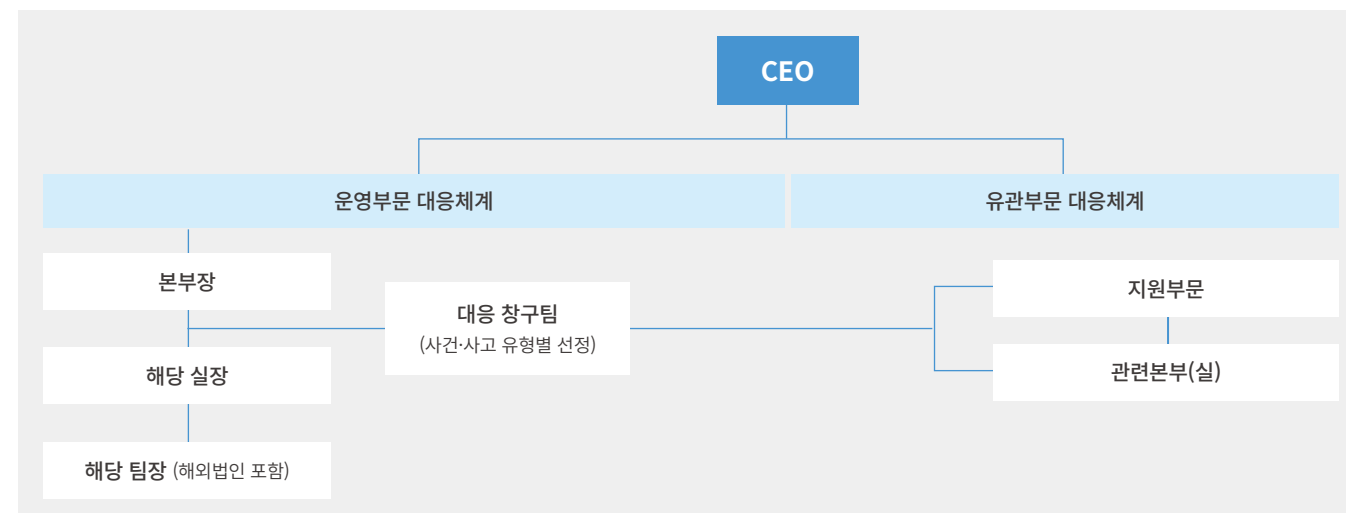 CEO
운영부문 대응체계
유관부문 대응체계
본부장
대응 창구팀
(사건·사고 유형별 선정)
지원부문
해당 실장
관련본부(실)
해당 팀장 (해외법인 포함)